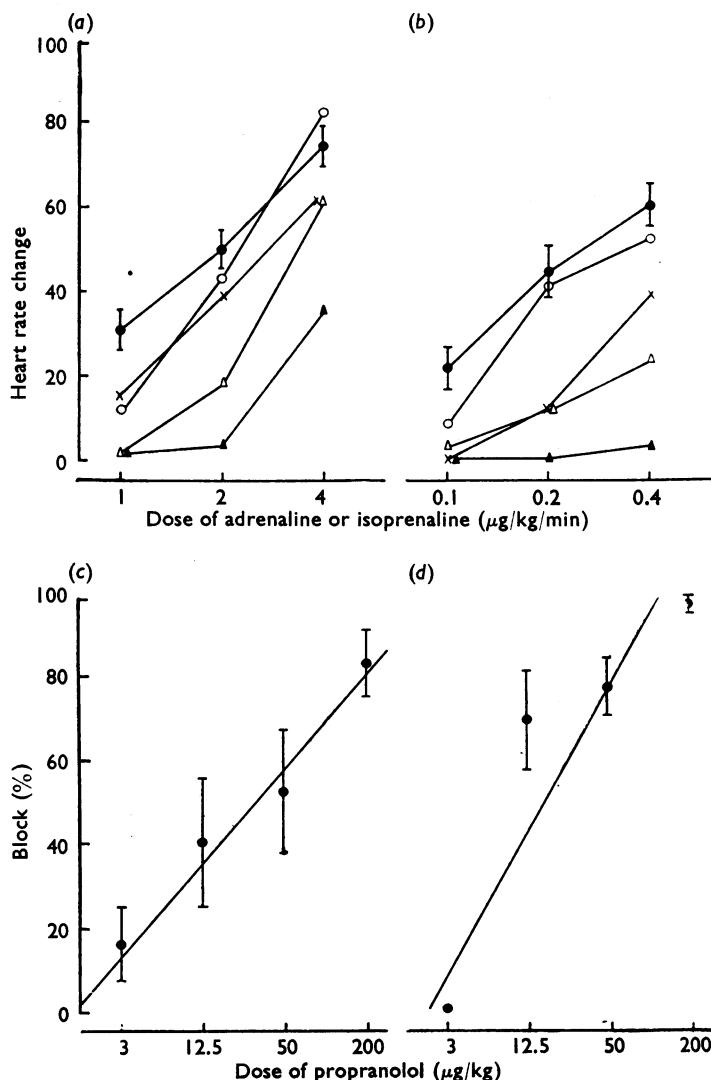 (a) (b)
100
80
60
40
20
0
Heart rate change
1 2 4 0.1 0.2 0.4
Dose of adrenaline or isoprenaline (μg/kg/min)
(c) (d)
100
80
60
40
20
0
Block (%)
3 12.5 50 200 3 12.5 50 200
Dose of propranolol (μg/kg)